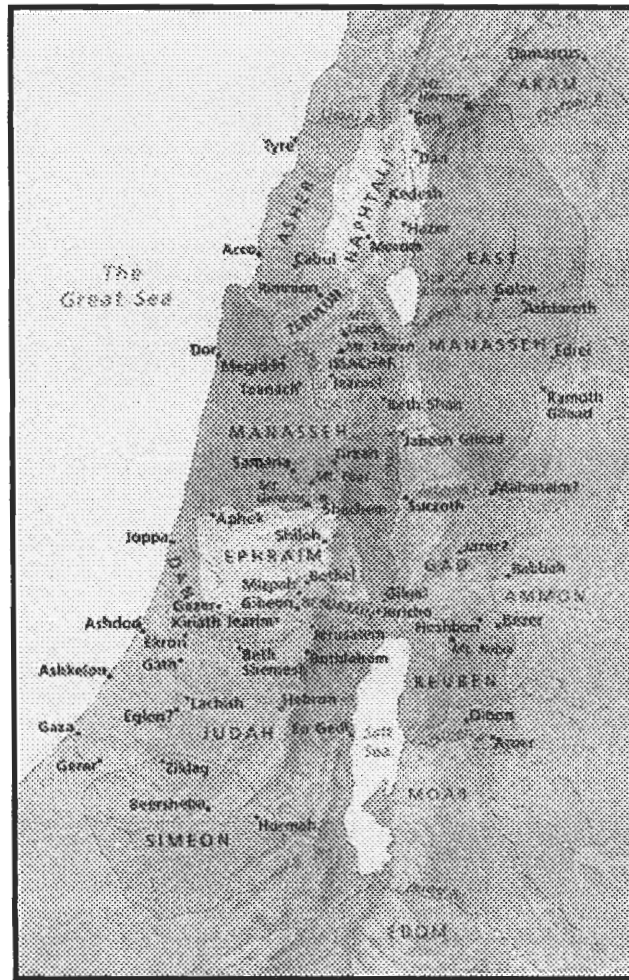 Damascus
ARAM
Mt.
Hermon
Tyre
Dan
ASHER
NAPHTALI
Kedesh
Hazor
Acco
Cabul
Merom
EAST
The
Great Sea
Rimmon
ZEBULUN
Golan
Ashtaroth
Dor
Megiddo
MANASSEH
Edrei
ISSACHAR
Taanach
Jezreel
Beth Shan
Ramoth
Gilead
MANASSEH
Jabesh Gilead
Tirzah
Samaria
Shechem
Succoth
Mahanaim?
Aphek
Joppa
Shiloh
EPHRAIM
DAN
GAD
Jazer?
Rabbah
Bethel
Mizpah
AMMON
Gezer
Gibeon
BENJAMIN
Gilgal
Jericho
Ashdod
Kiriath Jearim
Heshbon
Bezer
Ekron
Jerusalem
Mt. Nebo
Gath
Beth
Shemesh
Bethlehem
Ashkelon
REUBEN
Lachish
Hebron
Eglon?
Dibon
Gaza
JUDAH
En Gedi
Salt
Sea
Aroer
Gerar
Ziklag
MOAB
Beersheba
Hormah
SIMEON
EDOM